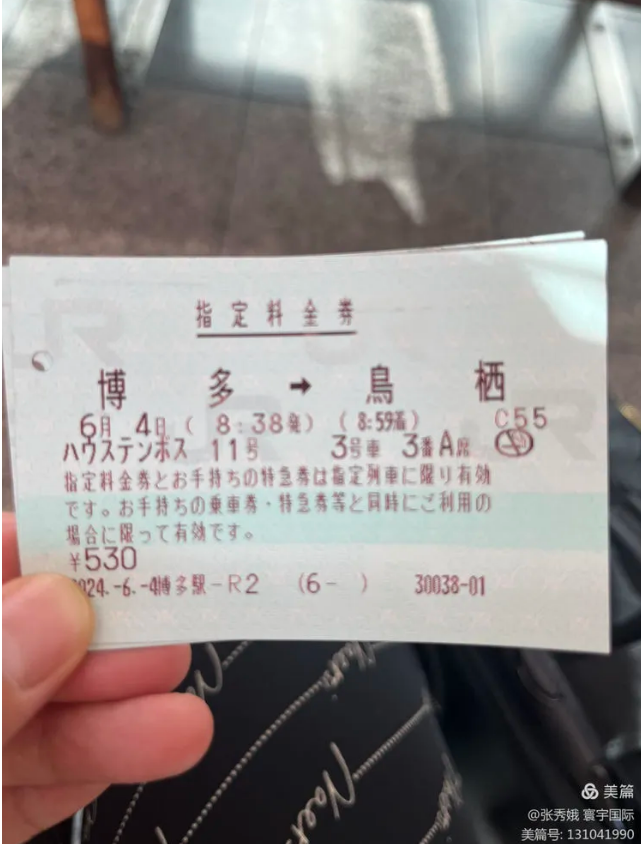 指定料金券
博多 → 鳥栖
6月 4日 ( 8:38発) ( 8:59着) C55
ハウステンボス 11号 3号車 3番A席
指定料金券とお手持ちの特急券は指定列車に限り有効
です。お手持ちの乗車券・特急券等と同時にご利用の
場合に限って有効です。
¥530
024.-6.-4博多駅-R2 (6- ) 30038-01
美篇
@张秀娥 寰宇国际
美篇号: 131041990